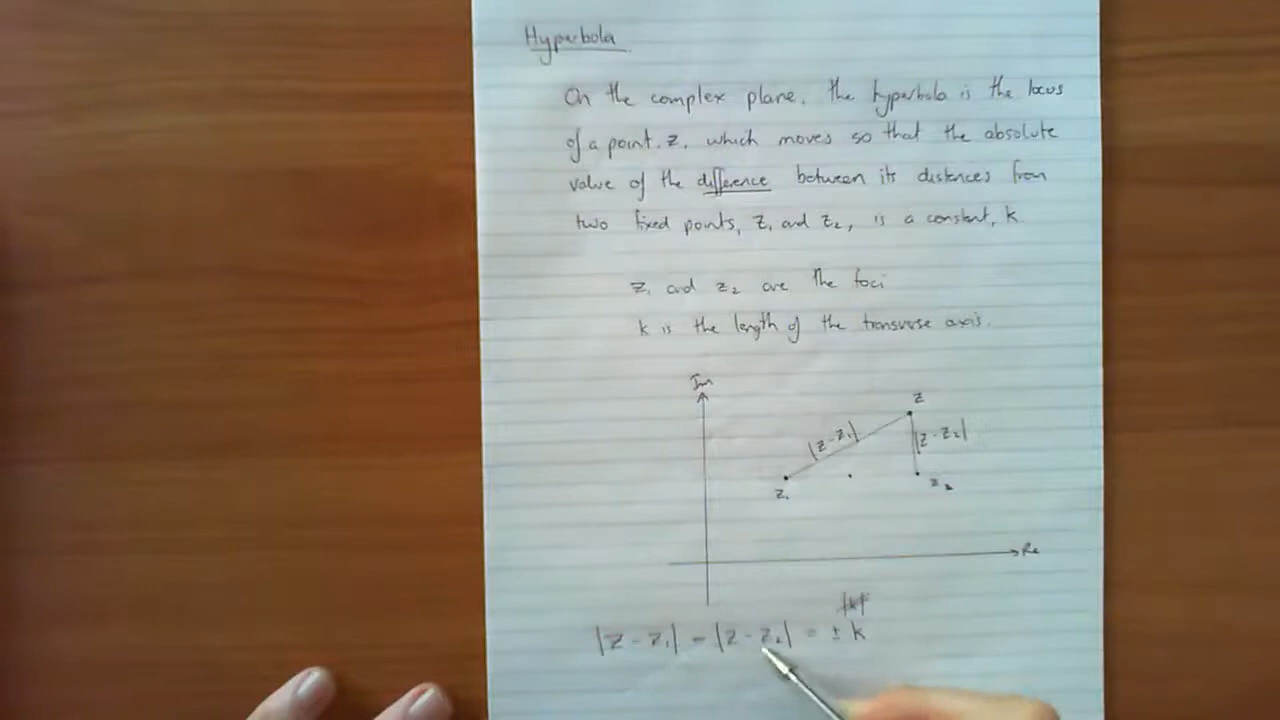 Hyperbola
On the complex plane, the hyperbola is the locus
of a point, z, which moves so that the absolute
value of the difference between its distances from
two fixed points, z₁ and z₂, is a constant, k
z₁ and z₂ are the foci
k is the length of the transverse axis.
Im
z
|z-z₁|
|z-z₂|
z₁
z₂
Re
|z-z₁| - |z-z₂| = ± k